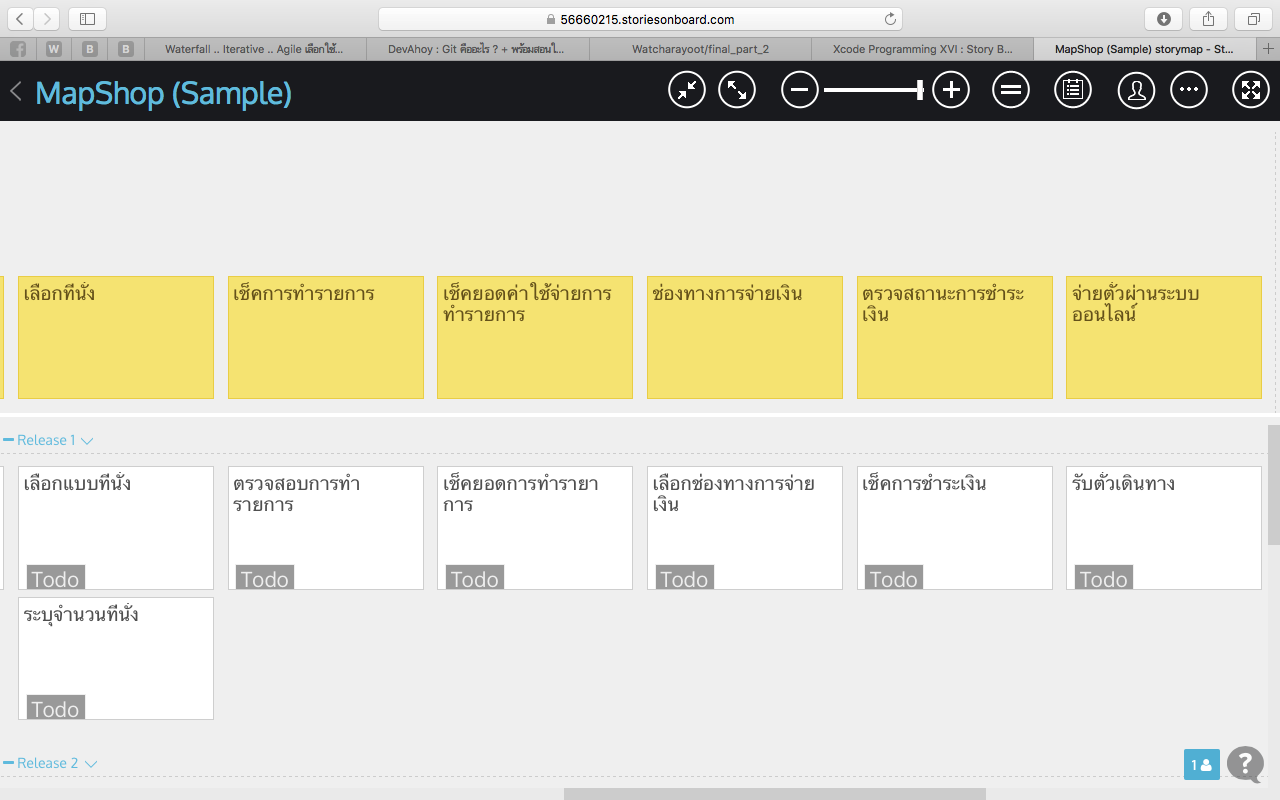 56660215.storiesonboard.com
W
B
B
Waterfall .. Iterative .. Agile เลือกใช้...
DevAhoy : Git คืออะไร ? + พร้อมสอนใ...
Watcharayoot/final_part_2
Xcode Programming XVI : Story B...
MapShop (Sample) storymap - St...
MapShop (Sample)
เลือกที่นั่ง
เช็คการทำรายการ
เช็คยอดค่าใช้จ่ายการ
ทำรายการ
ช่องทางการจ่ายเงิน
ตรวจสถานะการชำระ
เงิน
จ่ายตั๋วผ่านระบบ
ออนไลน์
Release 1
เลือกแบบที่นั่ง
ตรวจสอบการทำ
รายการ
เช็คยอดการทำรายา
การ
เลือกช่องทางการจ่าย
เงิน
เช็คการชำระเงิน
รับตั๋วเดินทาง
Todo
Todo
Todo
Todo
Todo
Todo
ระบุจำนวนที่นั่ง
Todo
Release 2
1
?